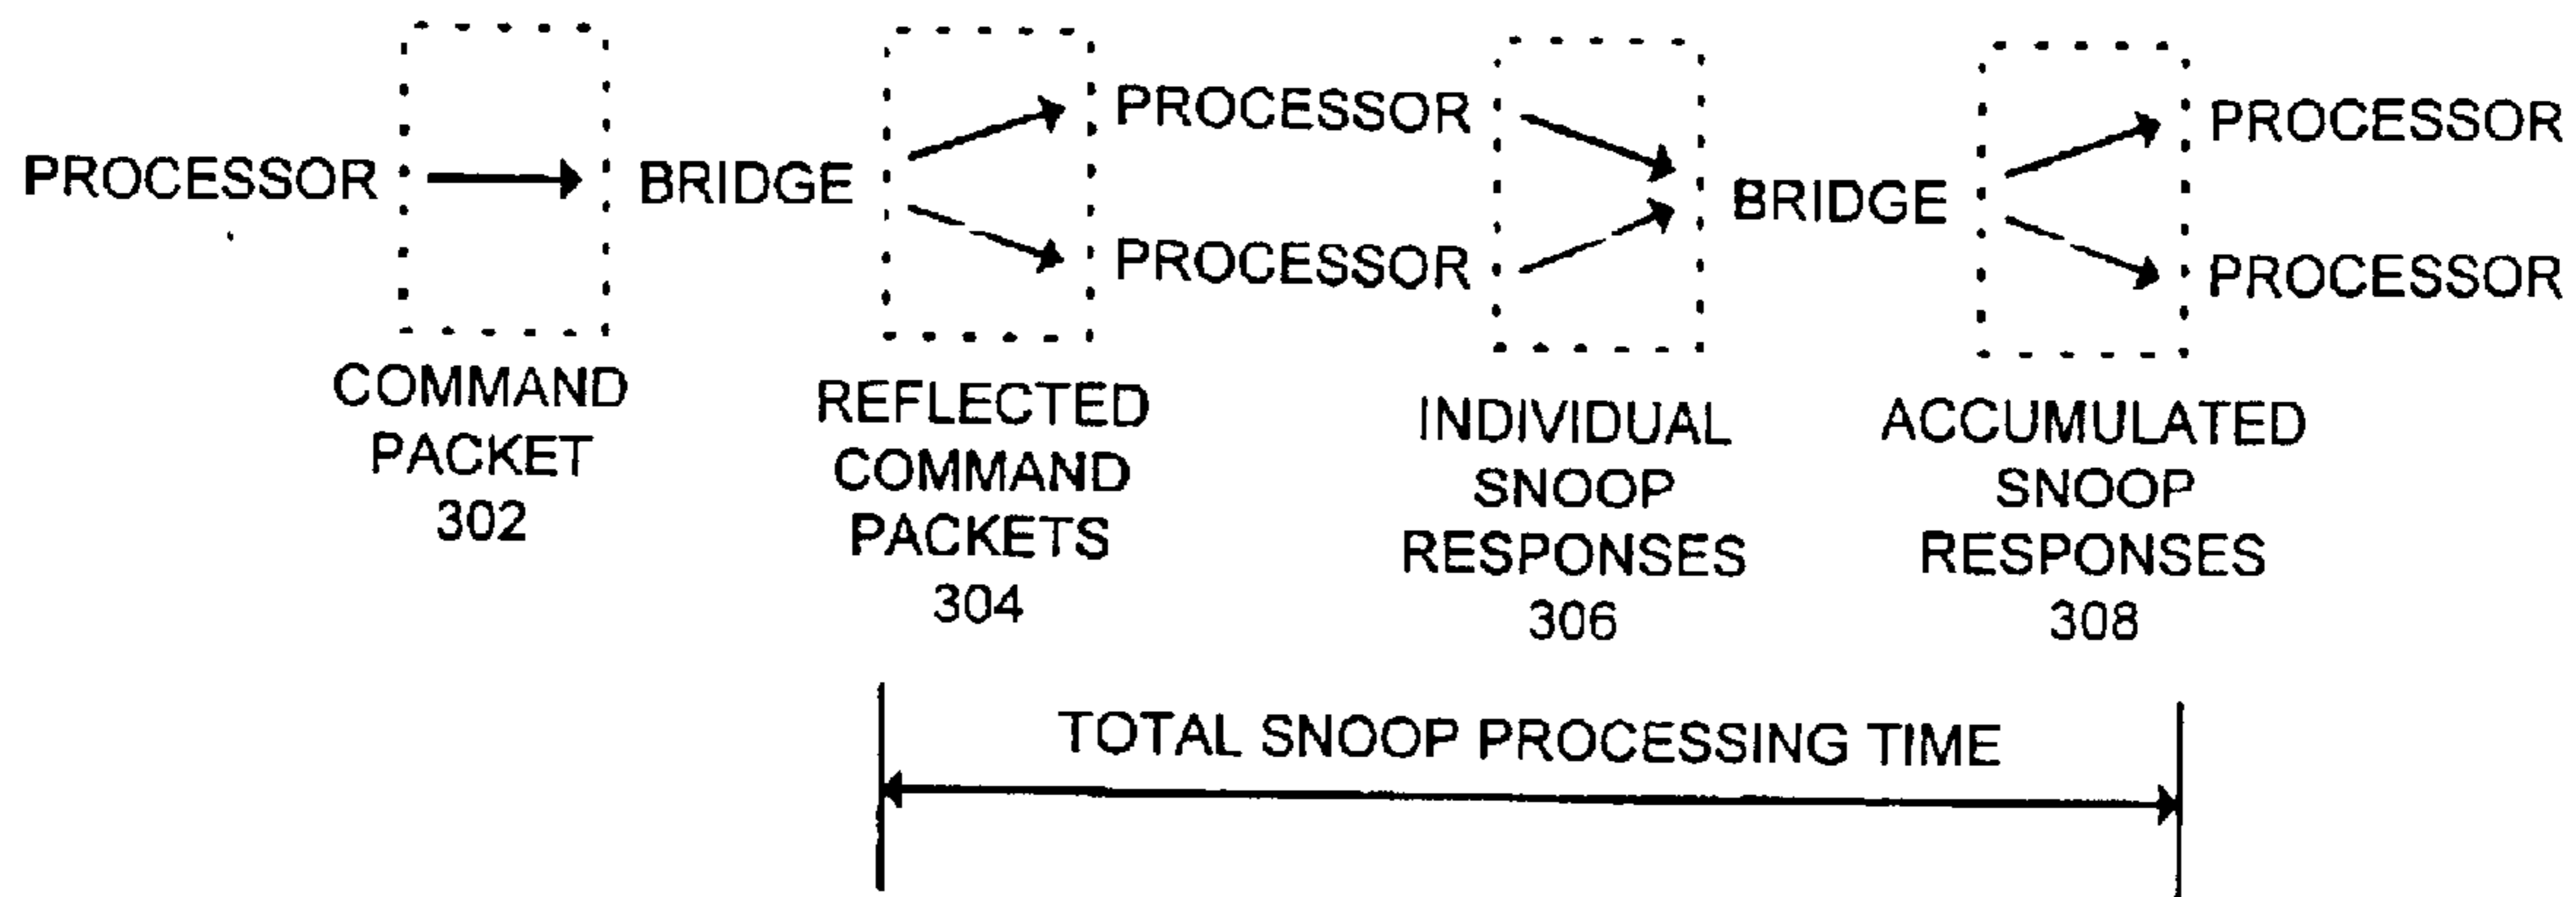 PROCESSOR
BRIDGE
PROCESSOR
PROCESSOR
BRIDGE
PROCESSOR
PROCESSOR
COMMAND
PACKET
302
REFLECTED
COMMAND
PACKETS
304
INDIVIDUAL
SNOOP
RESPONSES
306
ACCUMULATED
SNOOP
RESPONSES
308
TOTAL SNOOP PROCESSING TIME